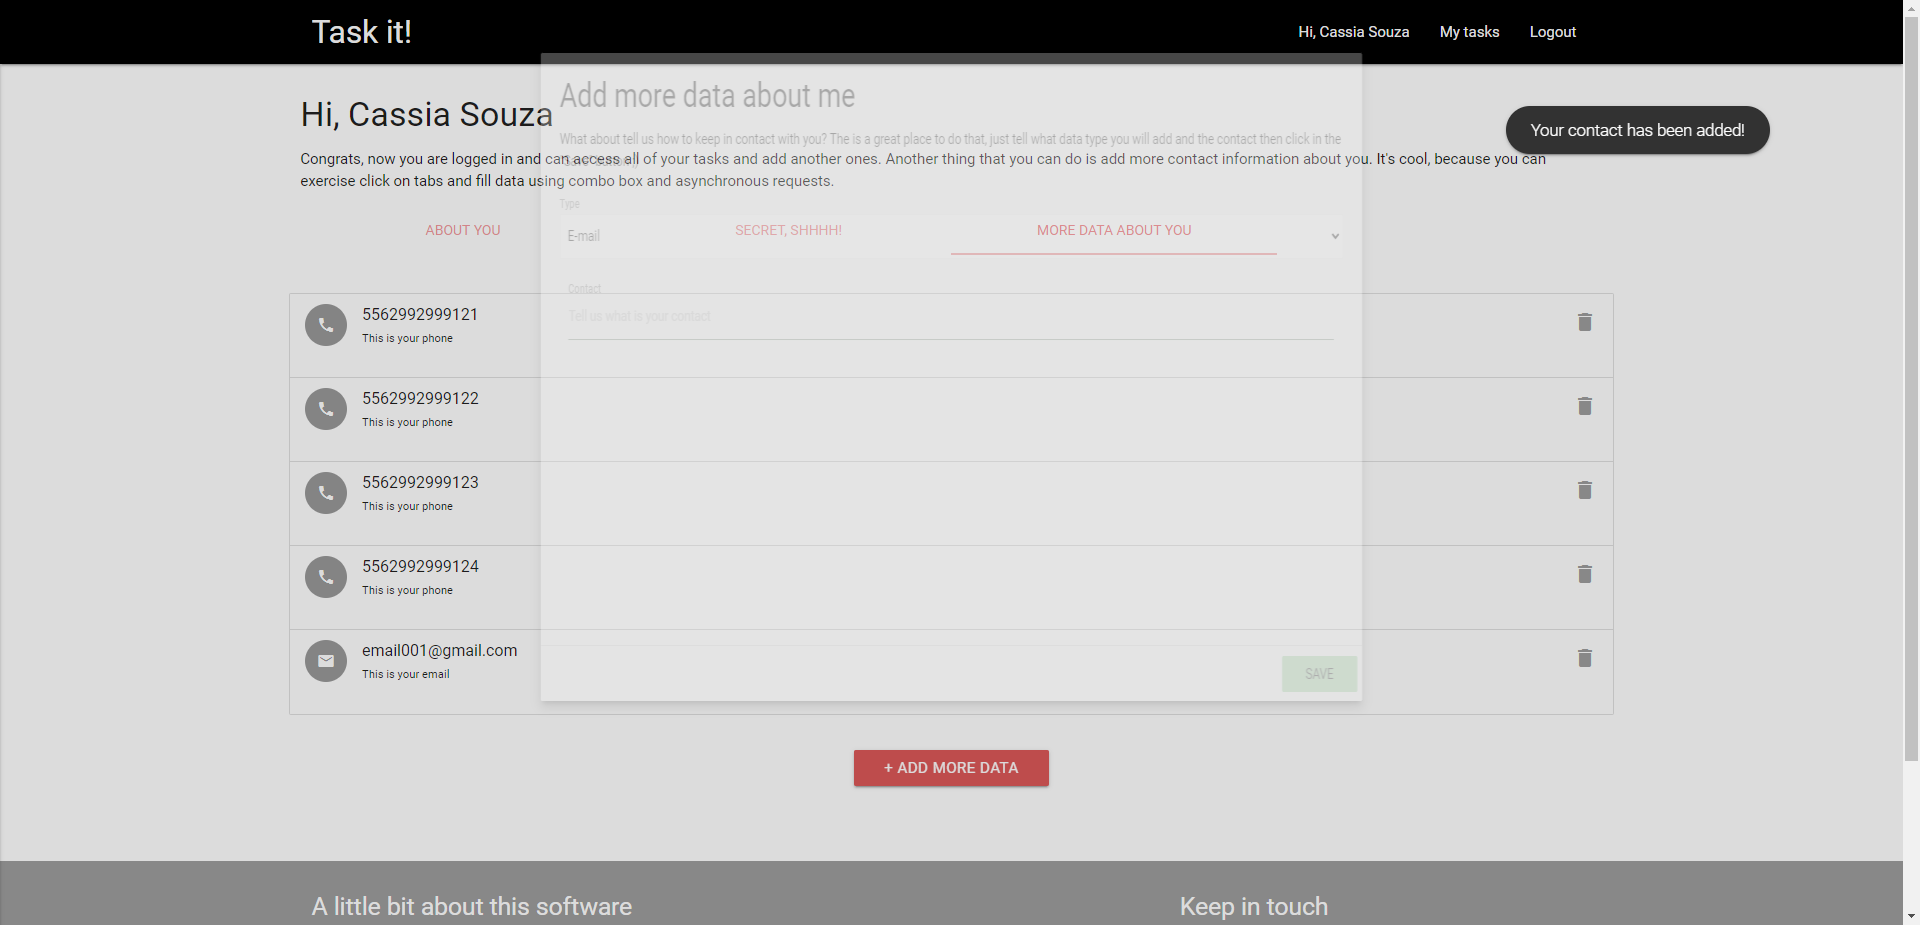 Task it!
Hi, Cassia Souza
My tasks
Logout
Add more data about me
Hi, Cassia Souza
What about tell us how to keep in contact with you? The is a great place to do that, just tell what data type you will add and the contact then click in the
Your contact has been added!
Congrats, now you are logged in and can access all of your tasks and add another ones. Another thing that you can do is add more contact information about you. It's cool, because you can
exercise click on tabs and fill data using combo box and asynchronous requests.
Type
ABOUT YOU
SECRET, SHHHH!
MORE DATA ABOUT YOU
E-mail
Contact
Tell us what is your contact
5562992999121
This is your phone
5562992999122
This is your phone
5562992999123
This is your phone
5562992999124
This is your phone
email001@gmail.com
This is your email
SAVE
+ ADD MORE DATA
A little bit about this software
Keep in touch